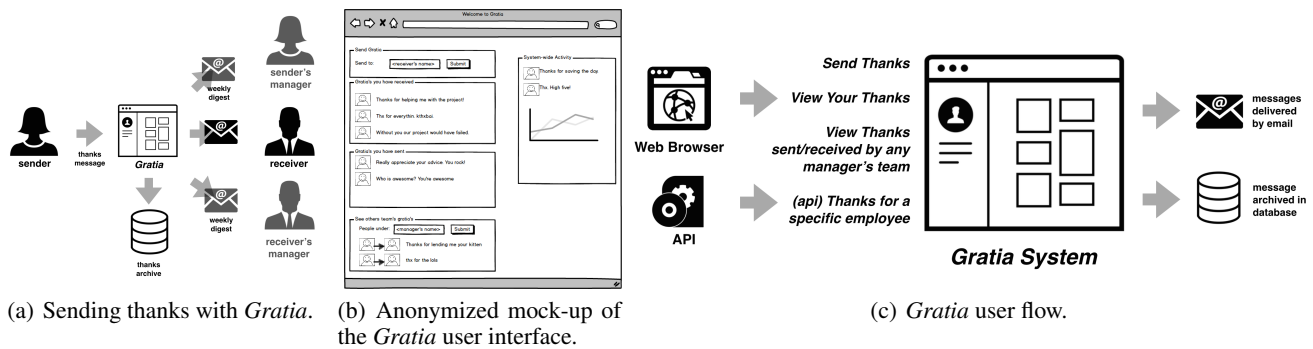 sender
thanks
message
Gratia
thanks
archive
weekly
digest
weekly
digest
sender's
manager
receiver
receiver's
manager
(a) Sending thanks with Gratia.
Welcome to Gratia
Send Gratia
Send to:
<receiver's name>
Submit
Gratia's you have received
Thanks for helping me with the project!
Thx for everythin: kthxboi.
Without you our project would have failed.
Gratia's you have sent
Really appreciate your advice. You rock!
Who is awesome? You're awesome
See others team's gratia's
People under:
<manager's name>
Submit
Thanks for lending me your kitten
thx for the lols
System-wide Activity
Thanks for saving the day.
Thx. High five!
(b) Anonymized mock-up of
the Gratia user interface.
Web Browser
API
Send Thanks
View Your Thanks
View Thanks
sent/received by any
manager's team
(api) Thanks for a
specific employee
Gratia System
messages
delivered
by email
message
archived in
database
(c) Gratia user flow.